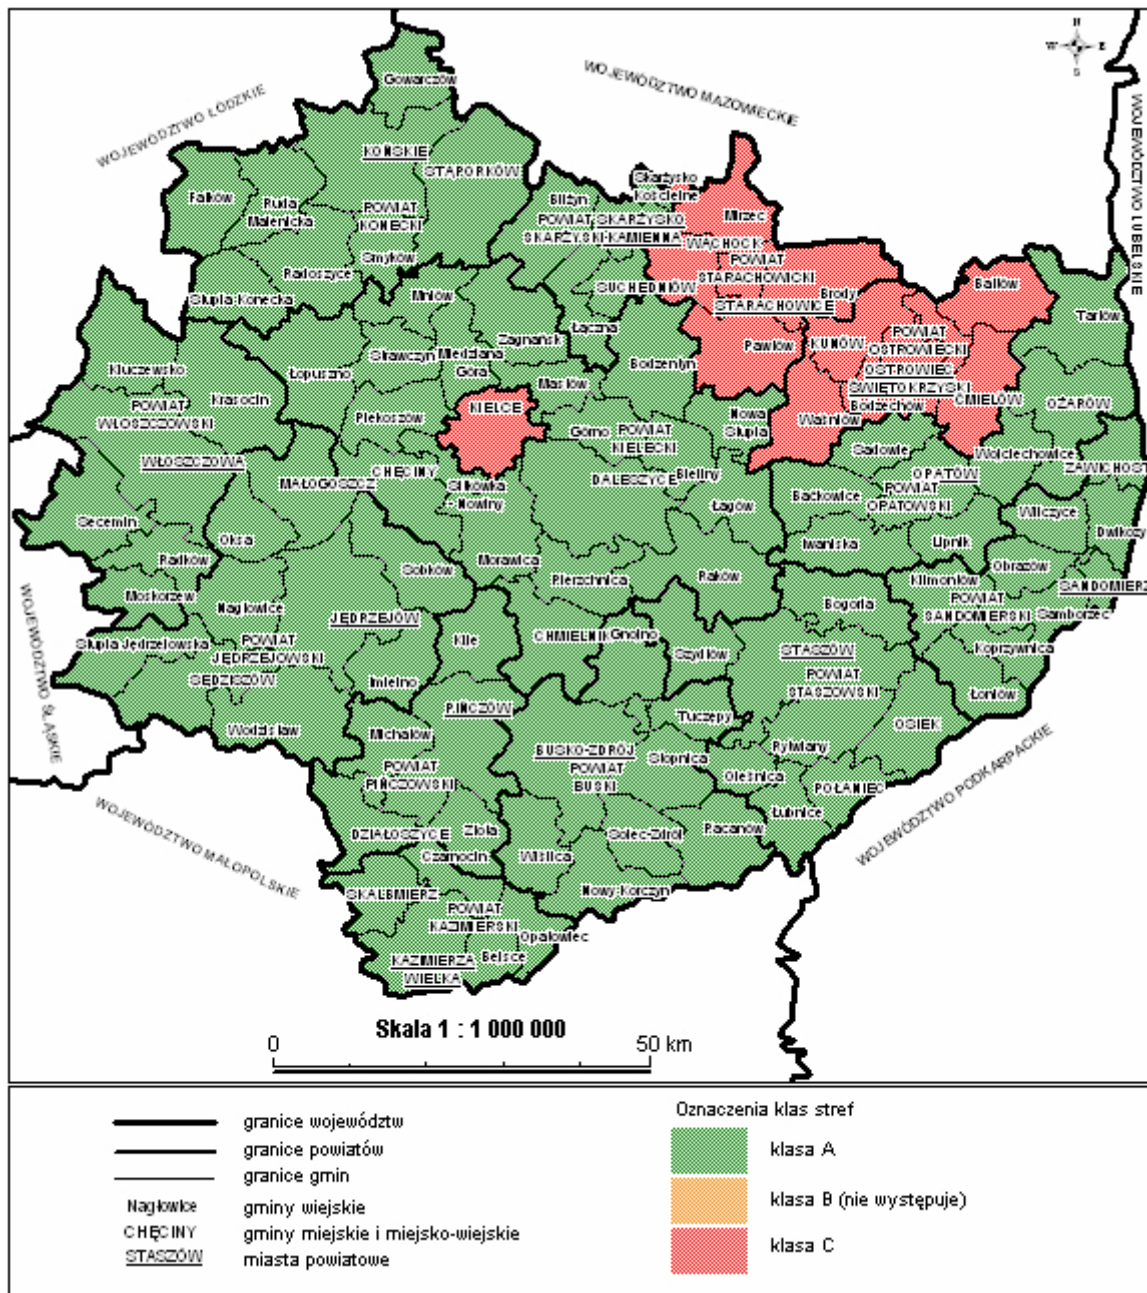 N
W E
S
WOJEWÓDZTWO ŁÓDZKIE
WOJEWÓDZTWO MAZOWIECKIE
WOJEWÓDZTWO LUBELSKIE
Gowarczów
KOŃSKIE
STĄPORKÓW
Fałków
Ruda
Malenicka
POWIAT
KONECKI
Smyków
Radoszyce
Słupia Konecka
Skarżysko
Kościelne
Bliżyn
POWIAT
SKARŻYSKI
SKARŻYSKO
-KAMIENNA
SUCHEDNIÓW
Łączna
Mirzec
WĄCHOCK
POWIAT
STARACHOWICKI
STARACHOWICE
Brody
Pawłów
Bałtów
KUNÓW
POWIAT
OSTROWIECKI
OSTROWIEC
ŚWIĘTOKRZYSKI
Bodzechów
ĆMIELÓW
Waśniów
Tarłów
OŻARÓW
Mniów
Zagnańsk
Strawczyn
Miedziana
Góra
Łopuszno
Masłów
Bodzentyn
Piekoszów
KIELCE
Nowa
Słupia
Górno
POWIAT
KIELECKI
CHĘCINY
Sitkówka
- Nowiny
DALESZYCE
Bieliny
Łagów
Morawica
Pierzchnica
Raków
CHMIELNIK
Kluczewsko
Krasocin
POWIAT
WŁOSZCZOWSKI
WŁOSZCZOWA
MAŁOGOSZCZ
Secemin
Radków
Moskorzew
Oksa
Sobków
Nagłowice
JĘDRZEJÓW
Słupia Jędrzejowska
POWIAT
JĘDRZEJOWSKI
SĘDZISZÓW
Imielno
Wodzisław
Sadowie
OPATÓW
Wojciechowice
Baćkowice
POWIAT
OPATOWSKI
Iwaniska
Lipnik
ZAWICHOST
Wilczyce
Dwikozy
Klimontów
Obrazów
SANDOMIERZ
POWIAT
SANDOMIERSKI
Samborzec
Koprzywnica
Łoniów
Bogoria
STASZÓW
POWIAT
STASZOWSKI
Szydłów
OSIEK
Rytwiany
Oleśnica
POŁANIEC
Łubnice
Kije
Gnojno
PIŃCZÓW
Michałów
POWIAT
PIŃCZOWSKI
DZIAŁOSZYCE
Złota
Tuczępy
BUSKO-ZDRÓJ
POWIAT
BUSKI
Stopnica
Solec-Zdrój
Pacanów
Wiślica
Nowy Korczyn
Czarnocin
SKALBMIERZ
POWIAT
KAZIMIERSKI
Opatowiec
KAZIMIERZA
WIELKA
Bejsce
WOJEWÓDZTWO ŚLĄSKIE
WOJEWÓDZTWO MAŁOPOLSKIE
WOJEWÓDZTWO PODKARPACKIE
Skala 1 : 1 000 000
0 50 km
granice województw
granice powiatów
granice gmin
Nagłowice gminy wiejskie
CHĘCINY gminy miejskie i miejsko-wiejskie
STASZÓW miasta powiatowe
Oznaczenia klas stref
klasa A
klasa B (nie występuje)
klasa C